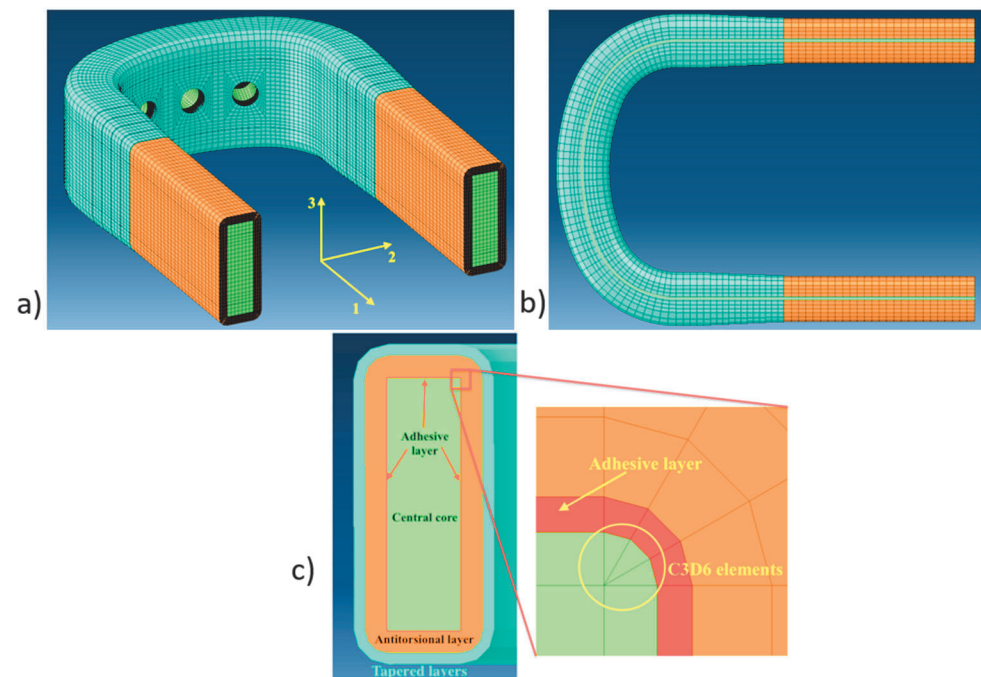 3
2
1
a)
b)
Adhesive
layer
Central core
c)
Antitorsional layer
Tapered layers
Adhesive layer
C3D6 elements